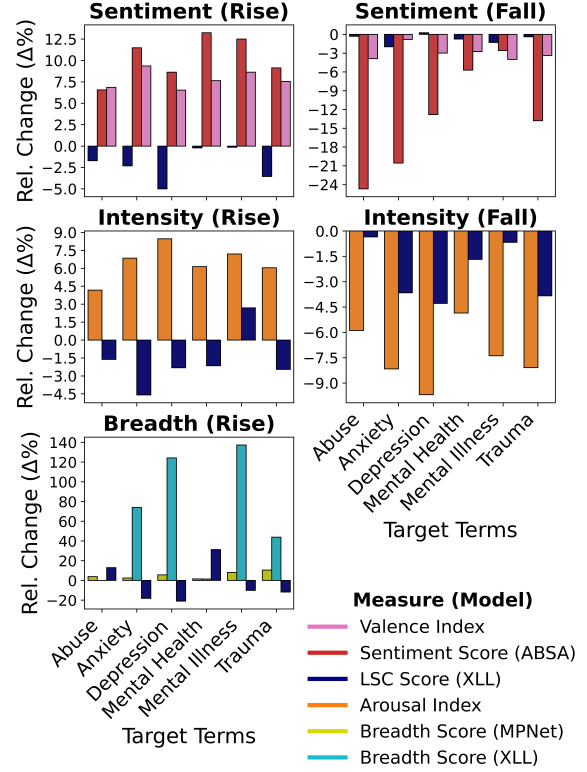 Sentiment (Rise)
Rel. Change (Δ%)
12.5
10.0
7.5
5.0
2.5
0.0
−2.5
−5.0
Sentiment (Fall)
0
−3
−6
−9
−12
−15
−18
−21
−24
Intensity (Rise)
Rel. Change (Δ%)
9.0
7.5
6.0
4.5
3.0
1.5
0.0
−1.5
−3.0
−4.5
Intensity (Fall)
0.0
−1.5
−3.0
−4.5
−6.0
−7.5
−9.0
Abuse
Anxiety
Depression
Mental Health
Mental Illness
Trauma
Target Terms
Breadth (Rise)
Rel. Change (Δ%)
140
120
100
80
60
40
20
0
−20
Abuse
Anxiety
Depression
Mental Health
Mental Illness
Trauma
Target Terms
Measure (Model)
Valence Index
Sentiment Score (ABSA)
LSC Score (XLL)
Arousal Index
Breadth Score (MPNet)
Breadth Score (XLL)